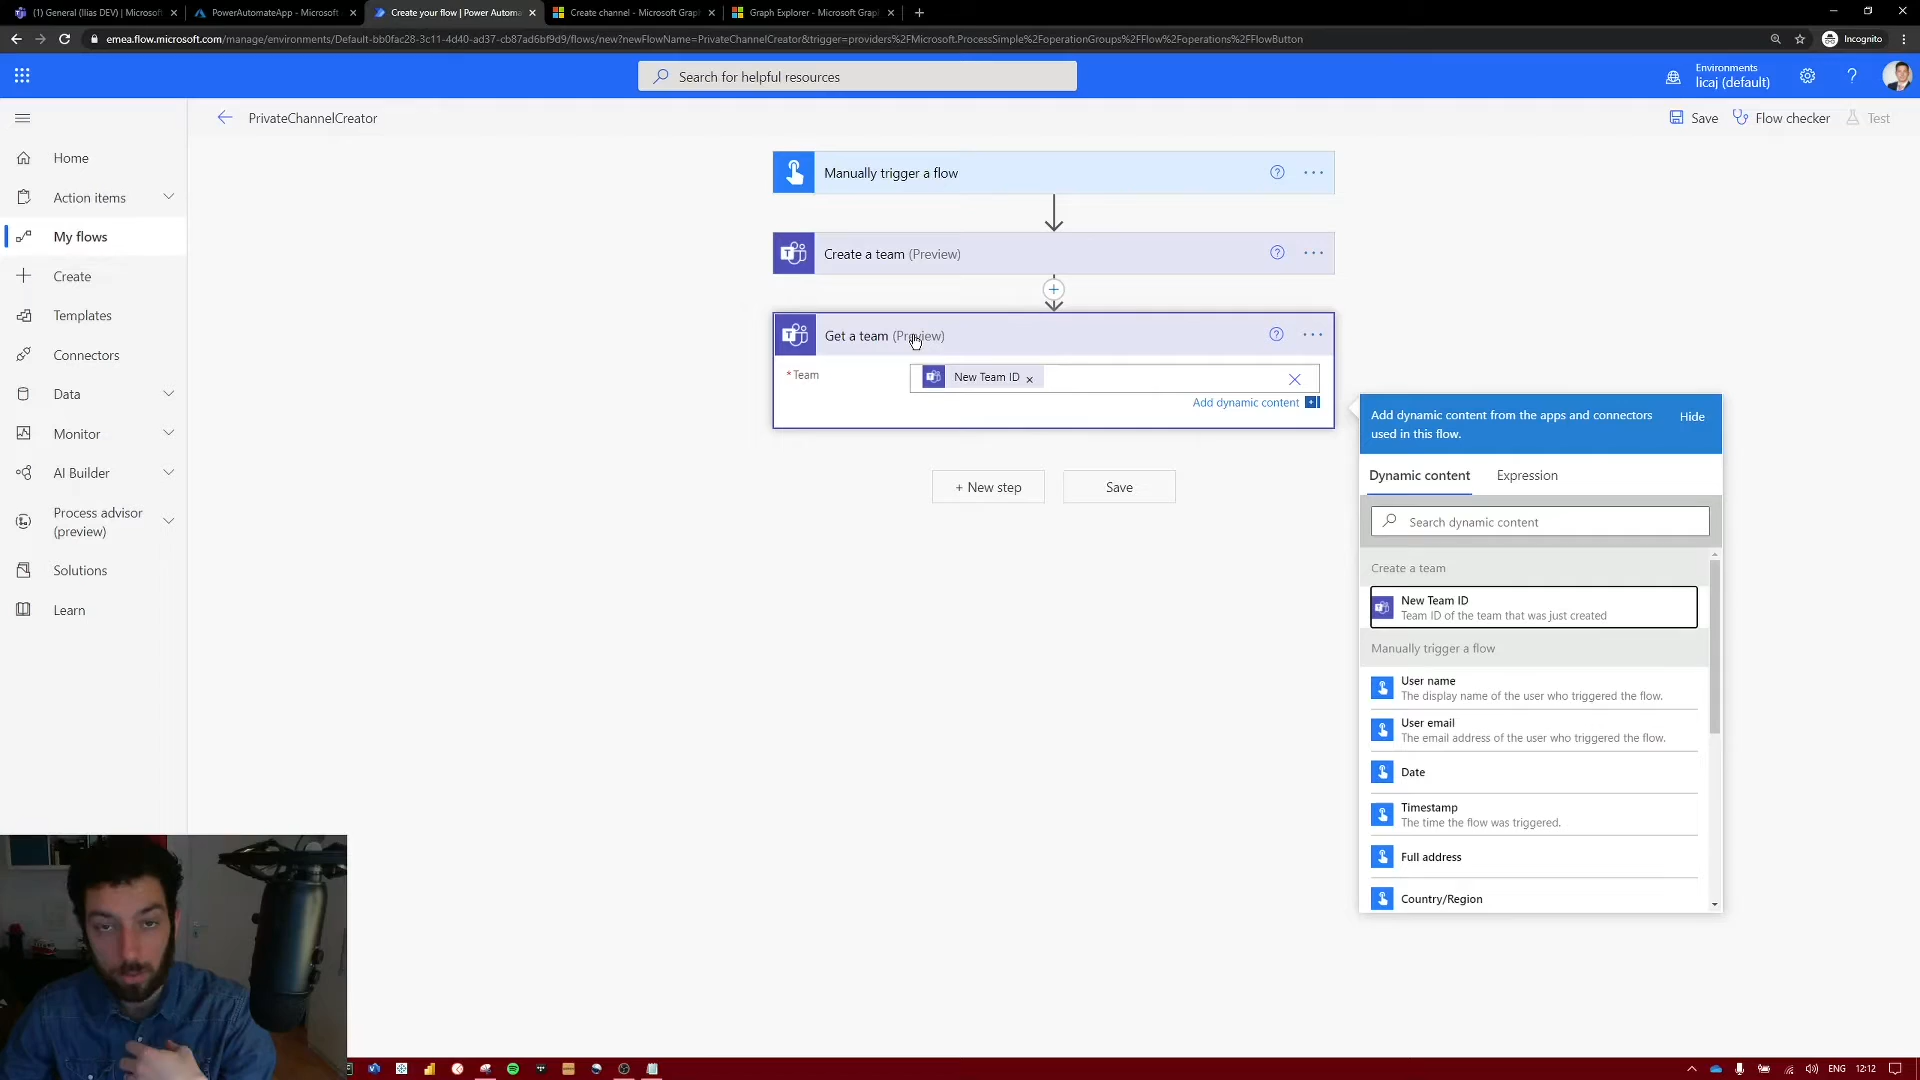 (1) General (Ilias DEV) | Microsof
PowerAutomateApp - Microsoft
Create your flow | Power Automa
Create channel - Microsoft Grap
Graph Explorer - Microsoft Gra
emea.flow.microsoft.com/manage/environments/Default-bb0fac28-3c11-4d40-ad37-cb87ad6bf9d9/flows/new?newFlowName=PrivateChannelCreator&trigger=providers%2FMicrosoft.ProcessSimple%2FoperationGroups%2FFlow%2Foperations%2FFlowButton
Incognito
Search for helpful resources
Environments
licaj (default)
PrivateChannelCreator
Save
Flow checker
Test
Home
Action items
My flows
Create
Templates
Connectors
Data
Monitor
AI Builder
Process advisor
(preview)
Solutions
Learn
Manually trigger a flow
Create a team (Preview)
Get a team (Preview)
* Team
New Team ID
Add dynamic content
+ New step
Save
Add dynamic content from the apps and connectors
used in this flow.
Hide
Dynamic content
Expression
Search dynamic content
Create a team
New Team ID
Team ID of the team that was just created
Manually trigger a flow
User name
The display name of the user who triggered the flow.
User email
The email address of the user who triggered the flow.
Date
Timestamp
The time the flow was triggered.
Full address
Country/Region
ENG
12:12